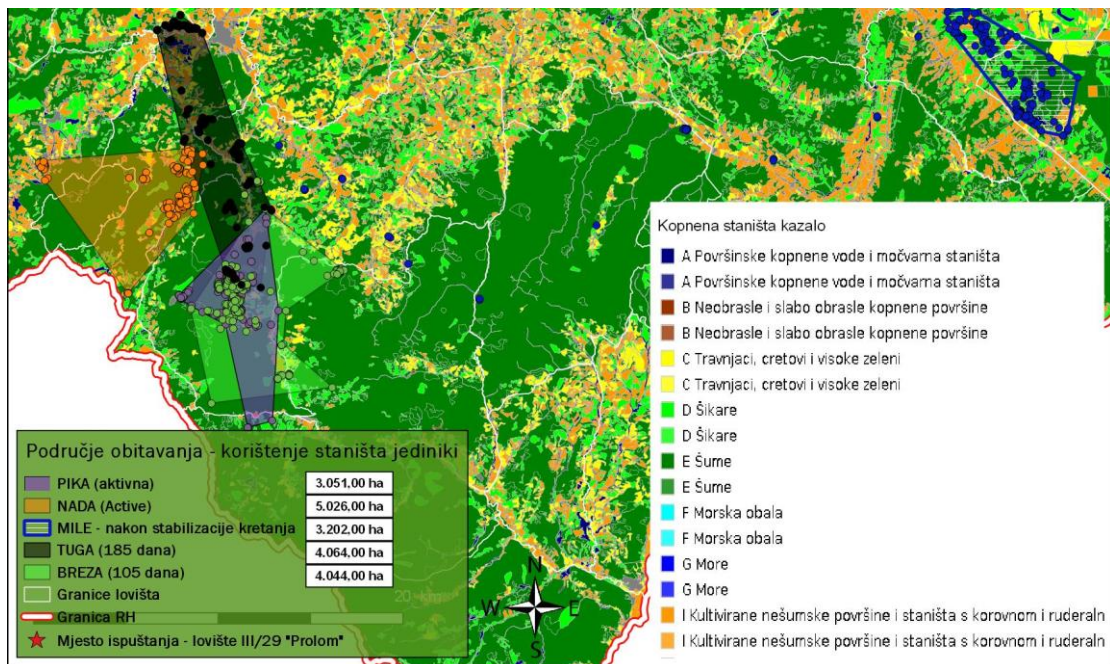 Kopnena staništa kazalo
A Površinske kopnene vode i močvarna staništa
A Površinske kopnene vode i močvarna staništa
B Neobrasle i slabo obrasle kopnene površine
B Neobrasle i slabo obrasle kopnene površine
C Travnjaci, cretovi i visoke zeleni
C Travnjaci, cretovi i visoke zeleni
D Šikare
D Šikare
E Šume
E Šume
F Morska obala
F Morska obala
G More
G More
I Kultivirane nešumske površine i staništa s korovnom i ruderaln
I Kultivirane nešumske površine i staništa s korovnom i ruderaln
Područje obitavanja - korištenje staništa jediniki
PIKA (aktivna) 3.051,00 ha
NADA (Active) 5.026,00 ha
MILE - nakon stabilizacije kretanja 3.202,00 ha
TUGA (185 dana) 4.064,00 ha
BREZA (105 dana) 4.044,00 ha
Granice lovišta
Granica RH
20 km
Mjesto ispuštanja - lovište III/29 "Prolom"
N
W E
S